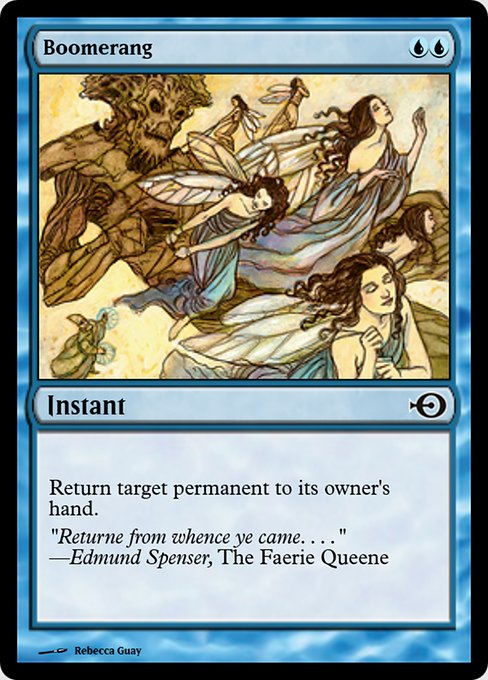 Boomerang
Instant
Return target permanent to its owner's
hand.
"Returne from whence ye came. . . ."
—Edmund Spenser, The Faerie Queene
Rebecca Guay